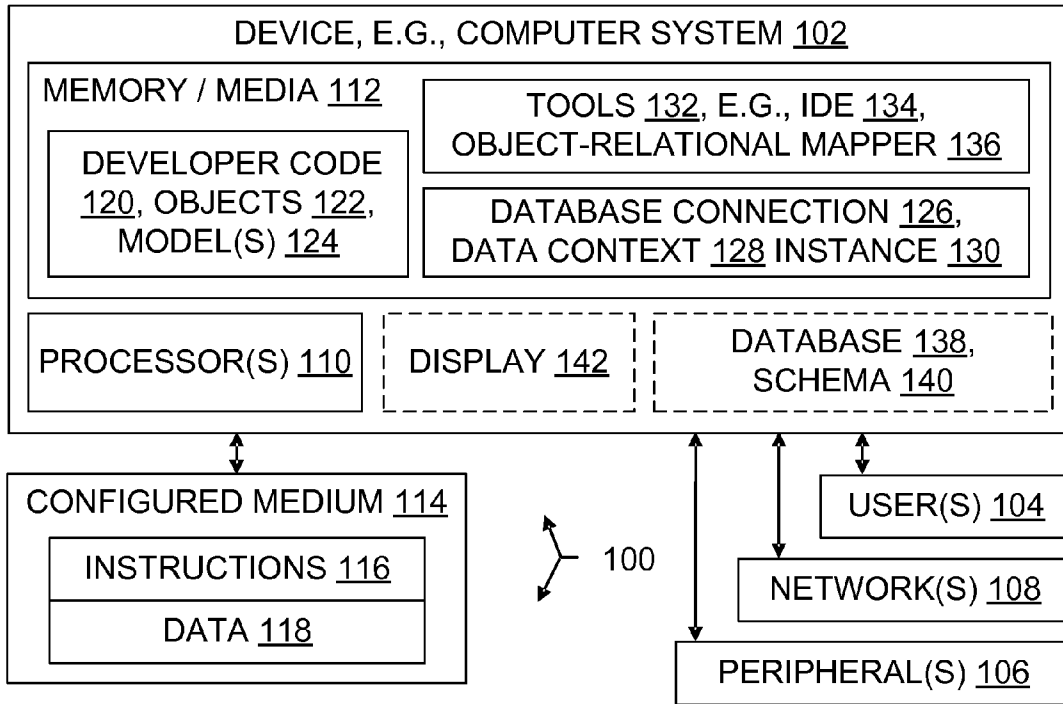 DEVICE, E.G., COMPUTER SYSTEM 102
MEMORY / MEDIA 112
DEVELOPER CODE
120, OBJECTS 122,
MODEL(S) 124
TOOLS 132, E.G., IDE 134,
OBJECT-RELATIONAL MAPPER 136
DATABASE CONNECTION 126,
DATA CONTEXT 128 INSTANCE 130
PROCESSOR(S) 110
DISPLAY 142
DATABASE 138,
SCHEMA 140
CONFIGURED MEDIUM 114
INSTRUCTIONS 116
DATA 118
100
USER(S) 104
NETWORK(S) 108
PERIPHERAL(S) 106